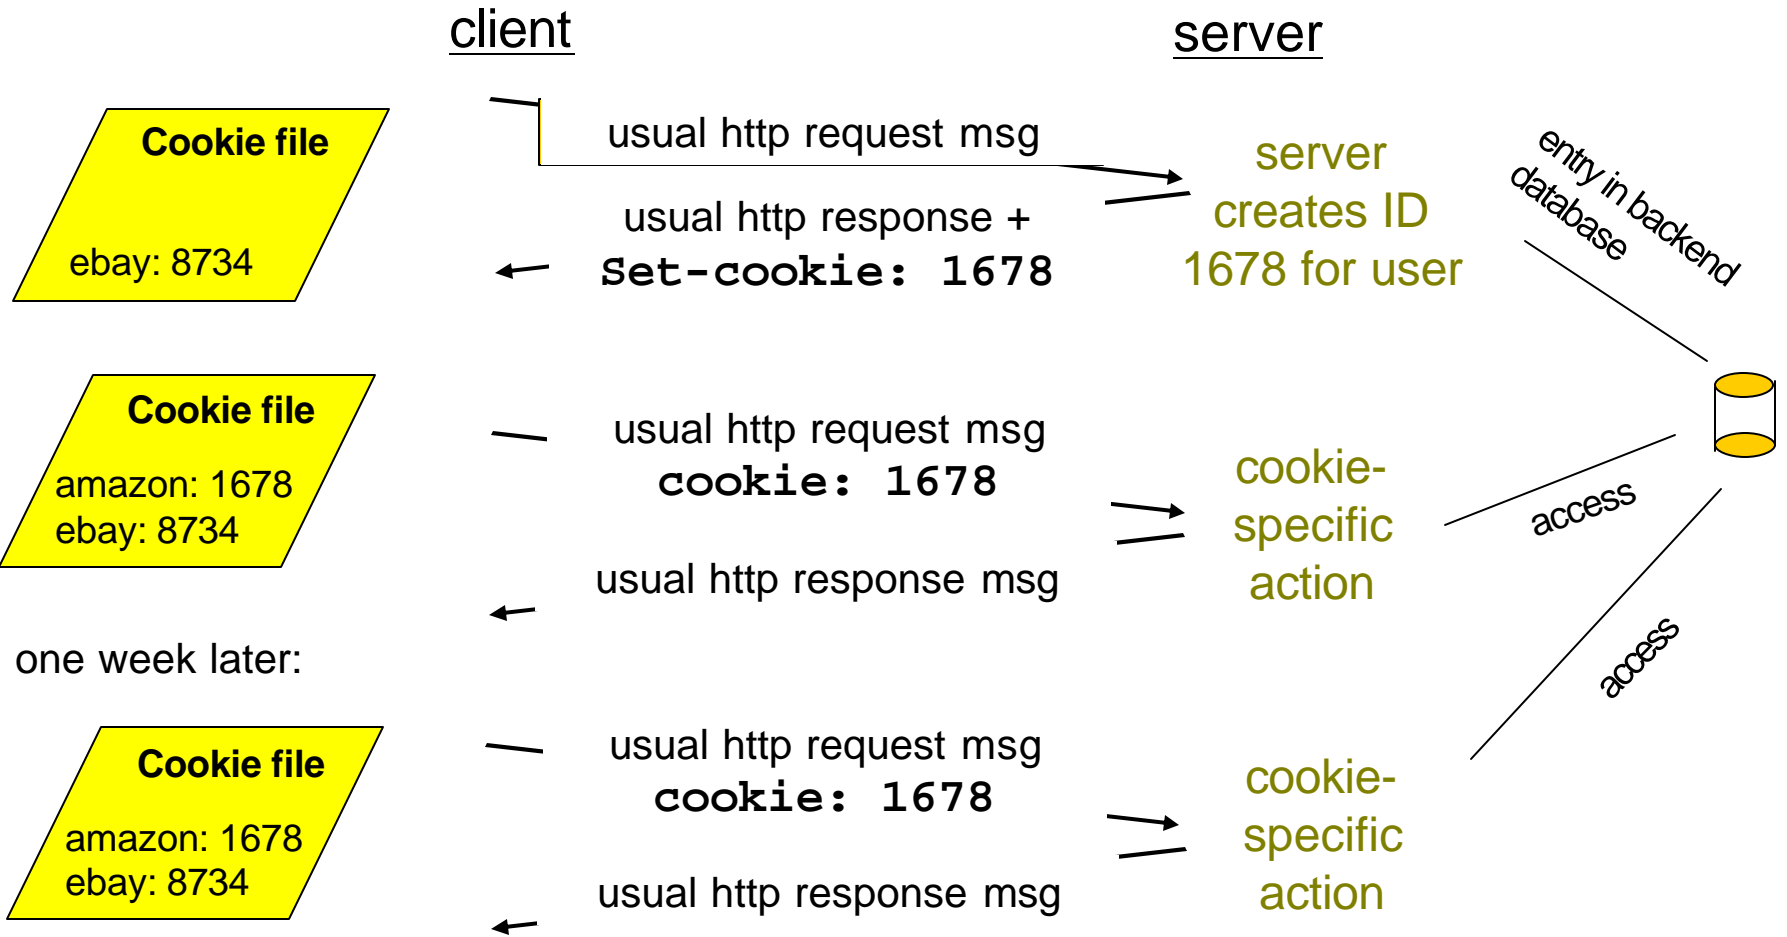 client
server
Cookie file
ebay: 8734
usual http request msg
usual http response +
Set-cookie: 1678
server
creates ID
1678 for user
entry in backend
database
Cookie file
amazon: 1678
ebay: 8734
usual http request msg
cookie: 1678
usual http response msg
cookie-
specific
action
access
one week later:
access
Cookie file
amazon: 1678
ebay: 8734
usual http request msg
cookie: 1678
usual http response msg
cookie-
specific
action